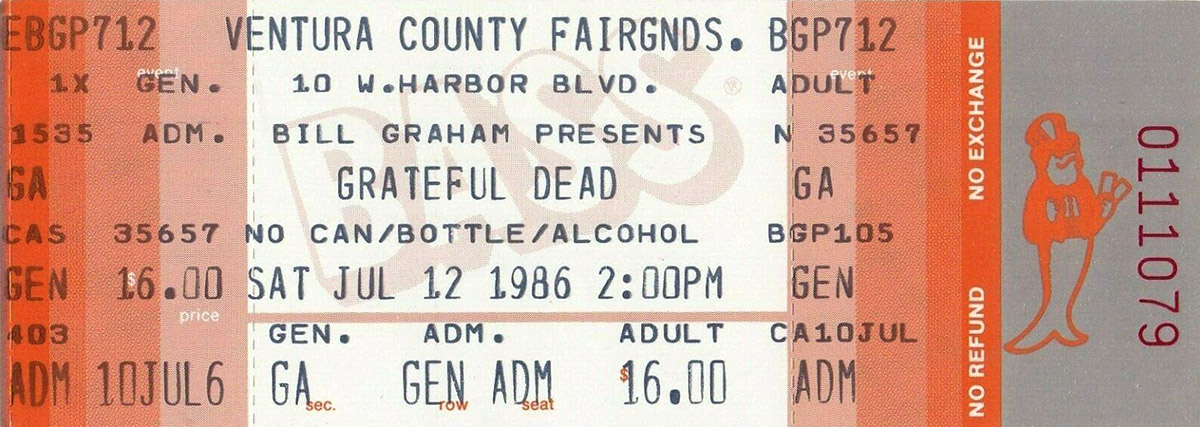 EBGP712 VENTURA COUNTY FAIRGNDS. BGP712
event event
1X GEN. 10 W.HARBOR BLVD. ADULT
1535 ADM. BILL GRAHAM PRESENTS N 35657
GA GRATEFUL DEAD GA
CAS 35657 NO CAN/BOTTLE/ALCOHOL BGP105
GEN $16.00 SAT JUL 12 1986 2:00PM GEN
price
403 GEN. ADM. ADULT CA10JUL
ADM 10JUL6 GA GEN ADM $16.00 ADM
sec. row seat
BASS®
NO REFUND NO EXCHANGE
011079